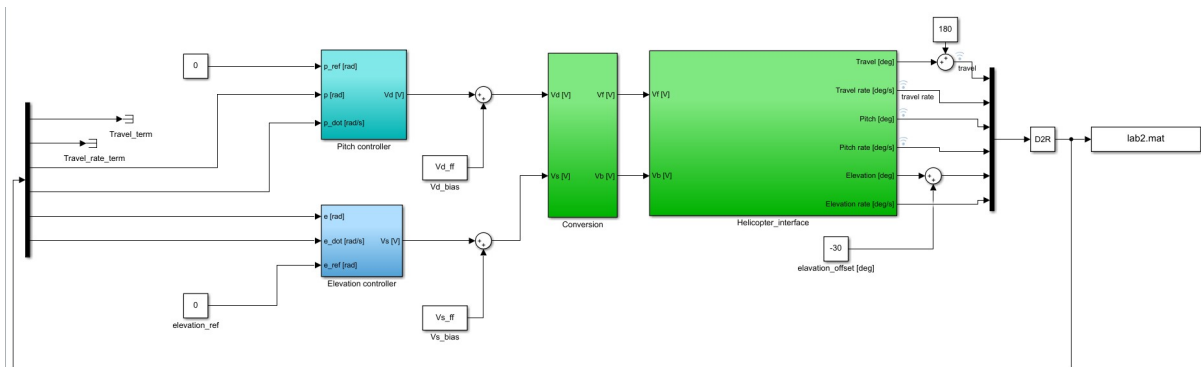 180
travel
0
p_ref [rad]
p [rad]
p_dot [rad/s]
Vd [V]
Pitch controller
Travel_term
Travel_rate_term
Vd_ff
Vd_bias
Vd [V]
Vs [V]
Vf [V]
Vb [V]
Conversion
Vf [V]
Vb [V]
Travel [deg]
Travel rate [deg/s]
Pitch [deg]
Pitch rate [deg/s]
Elevation [deg]
Elevation rate [deg/s]
Helicopter_interface
travel rate
D2R
lab2.mat
e [rad]
e_dot [rad/s]
e_ref [rad]
Vs [V]
Elevation controller
-30
elavation_offset [deg]
0
elevation_ref
Vs_ff
Vs_bias